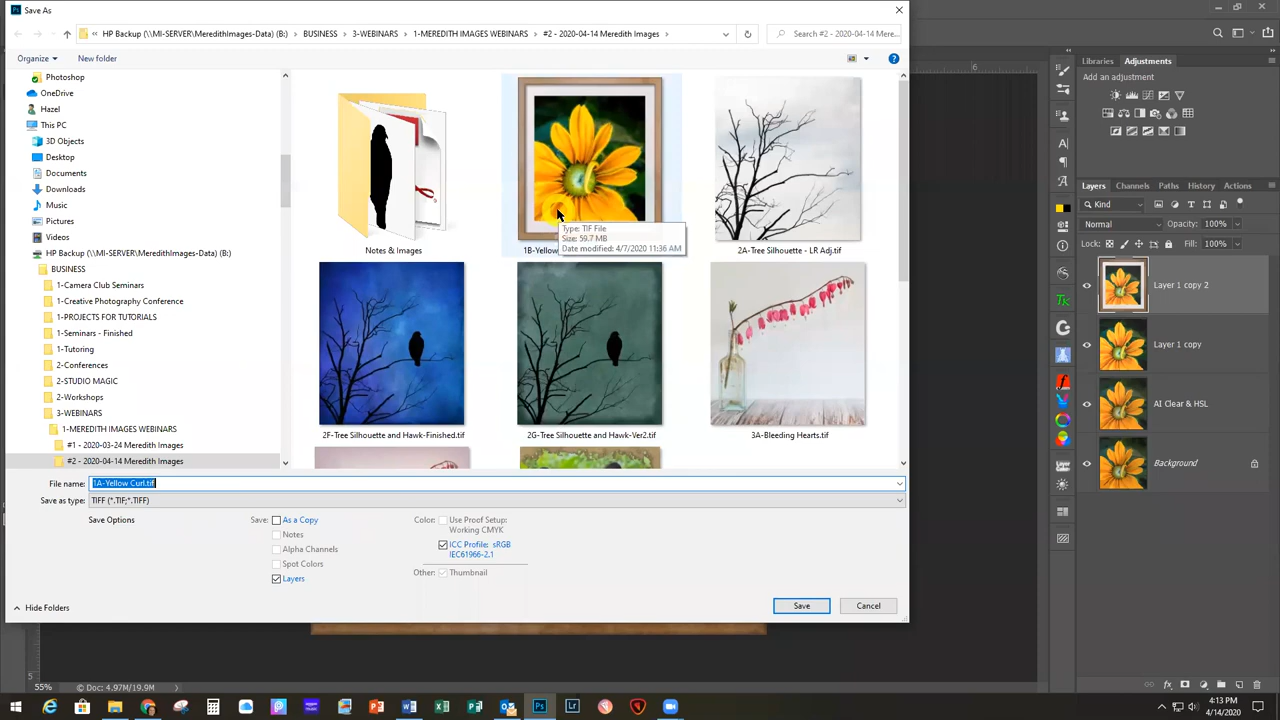 Save As
HP Backup (\\MI-SERVER\MeredithImages-Data) (B:) > BUSINESS > 3-WEBINARS > 1-MEREDITH IMAGES WEBINARS > #2 - 2020-04-14 Meredith Images >
Search #2 - 2020-04-14 Mere...
Organize
New folder
Photoshop
OneDrive
Hazel
This PC
3D Objects
Desktop
Documents
Downloads
Music
Pictures
Videos
HP Backup (\\MI-SERVER\MeredithImages-Data) (B:)
BUSINESS
1-Camera Club Seminars
1-Creative Photography Conference
1-PROJECTS FOR TUTORIALS
1-Seminars - Finished
1-Tutoring
2-Conferences
2-STUDIO MAGIC
2-Workshops
3-WEBINARS
1-MEREDITH IMAGES WEBINARS
#1 - 2020-03-24 Meredith Images
#2 - 2020-04-14 Meredith Images
Notes & Images
1B-Yellow
Type: TIF File
Size: 59.7 MB
Date modified: 4/7/2020 11:36 AM
2A-Tree Silhouette - LR Adj.tif
2F-Tree Silhouette and Hawk-Finished.tif
2G-Tree Silhouette and Hawk-Ver2.tif
3A-Bleeding Hearts.tif
File name: 1A-Yellow Curl.tif
Save as type: TIFF (*.TIF;*.TIFF)
Save Options
Save:
As a Copy
Notes
Alpha Channels
Spot Colors
Layers
Color:
Use Proof Setup:
Working CMYK
ICC Profile: sRGB
IEC61966-2.1
Other:
Thumbnail
Hide Folders
Save
Cancel
6
5
55%
Doc: 4.97M/19.9M
Libraries
Adjustments
Add an adjustment
Layers
Channels
Paths
History
Actions
Kind
Normal
Opacity: 100%
Lock:
Fill: 100%
Layer 1 copy 2
Layer 1 copy
AI Clear & HSL
Background
4:13 PM
4/14/2020